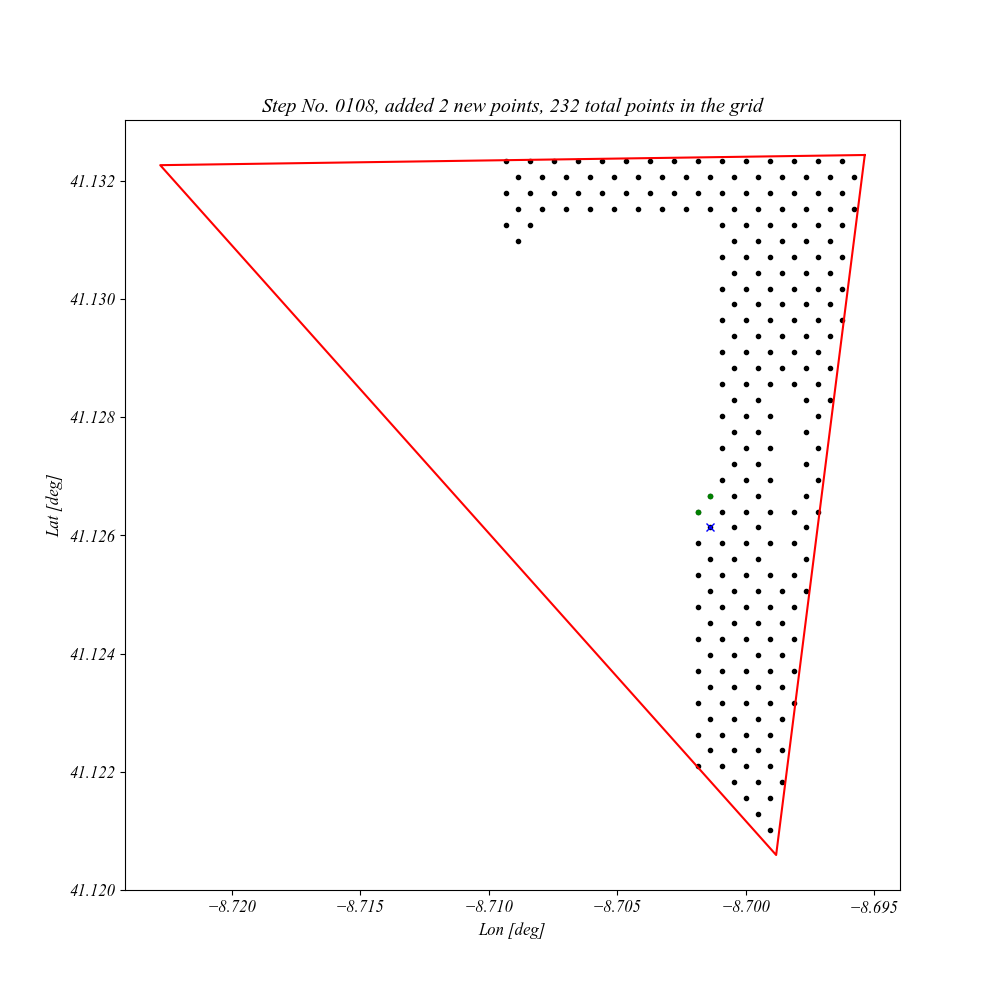 Step No. 0108, added 2 new points, 232 total points in the grid
41.132
41.130
41.128
41.126
41.124
41.122
41.120
Lat [deg]
−8.720 −8.715 −8.710 −8.705 −8.700 −8.695
Lon [deg]